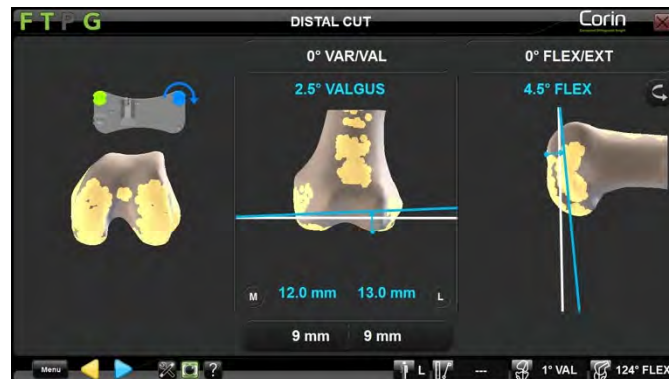 F T P G
DISTAL CUT
Corin
0° VAR/VAL
0° FLEX/EXT
2.5° VALGUS
4.5° FLEX
M 12.0 mm 13.0 mm L
9 mm 9 mm
Menu ? L --- 1° VAL 124° FLEX